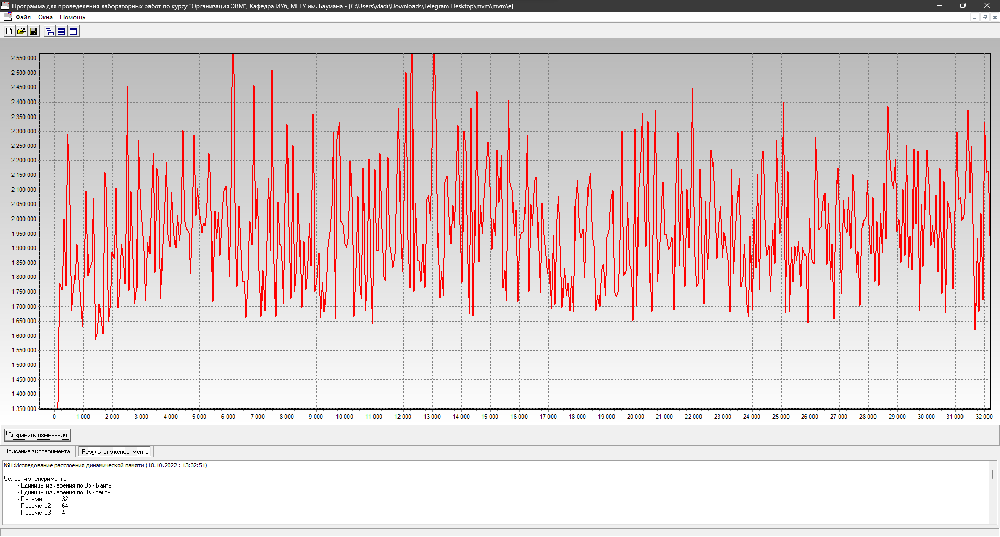 Программа для проведеления лабораторных работ по курсу "Организация ЭВМ", Кафедра ИУ6, МГТУ им. Баумана - [C:\Users\vladi\Downloads\Telegram Desktop\mvm\mvm\e]
Файл Окна Помощь
2 550 000
2 500 000
2 450 000
2 400 000
2 350 000
2 300 000
2 250 000
2 200 000
2 150 000
2 100 000
2 050 000
2 000 000
1 950 000
1 900 000
1 850 000
1 800 000
1 750 000
1 700 000
1 650 000
1 600 000
1 550 000
1 500 000
1 450 000
1 400 000
1 350 000
0 1 000 2 000 3 000 4 000 5 000 6 000 7 000 8 000 9 000 10 000 11 000 12 000 13 000 14 000 15 000 16 000 17 000 18 000 19 000 20 000 21 000 22 000 23 000 24 000 25 000 26 000 27 000 28 000 29 000 30 000 31 000 32 000
Сохранить изменения
Описание эксперимента Результат эксперимента
№1:Исследование расслоения динамической памяти (18.10.2022 : 13:32:51)
Условия эксперимента:
- Единицы измерения по Ox - Байты
- Единицы измерения по Oy - такты
- Параметр1 : 32
- Параметр2 : 64
- Параметр3 : 4